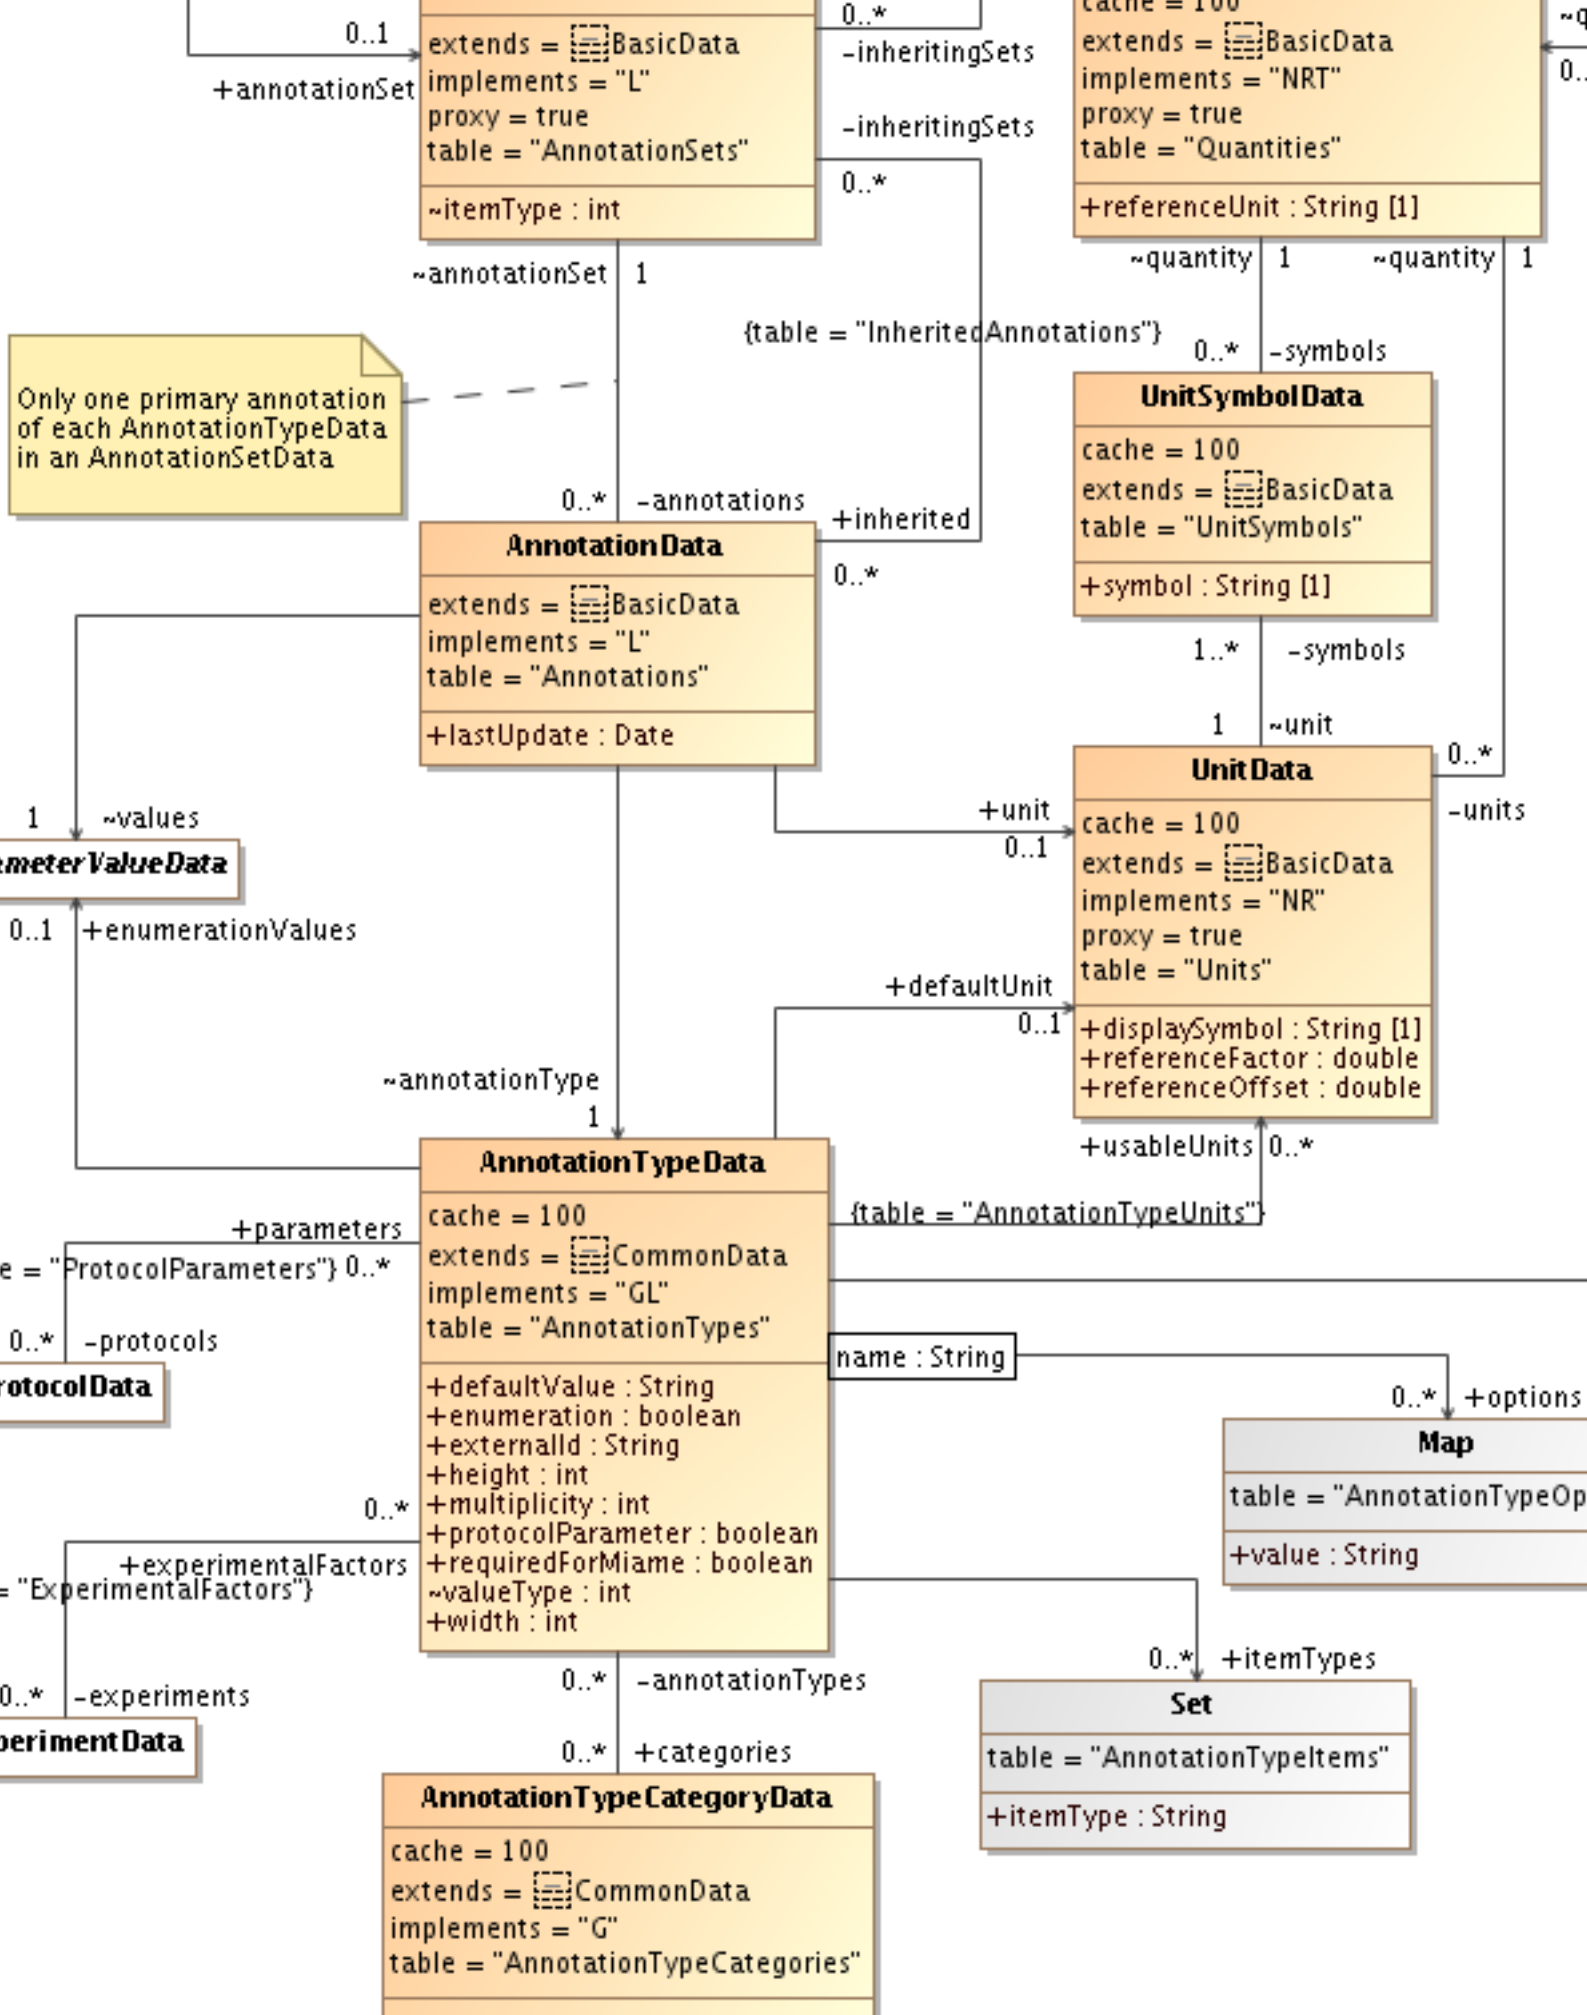 0..1
+annotationSet
extends = BasicData
implements = "L"
proxy = true
table = "AnnotationSets"
~itemType : int
0..*
-inheritingSets
-inheritingSets
0..*
cache = 100
extends = BasicData
implements = "NRT"
proxy = true
table = "Quantities"
+referenceUnit : String [1]
~q
0..
~annotationSet 1
~quantity 1
~quantity 1
{table = "InheritedAnnotations"}
0..* -symbols
Only one primary annotation
of each AnnotationTypeData
in an AnnotationSetData
UnitSymbolData
cache = 100
extends = BasicData
table = "UnitSymbols"
+symbol : String [1]
0..* -annotations
+inherited
0..*
AnnotationData
extends = BasicData
implements = "L"
table = "Annotations"
+lastUpdate : Date
1..* -symbols
1 ~unit
0..*
-units
UnitData
cache = 100
extends = BasicData
implements = "NR"
proxy = true
table = "Units"
+displaySymbol : String [1]
+referenceFactor : double
+referenceOffset : double
+unit
0..1
1 ~values
ameterValueData
0..1 +enumerationValues
+defaultUnit
0..1
~annotationType
1
+usableUnits 0..*
{table = "AnnotationTypeUnits"}
AnnotationTypeData
cache = 100
extends = CommonData
implements = "GL"
table = "AnnotationTypes"
+defaultValue : String
+enumeration : boolean
+externalId : String
+height : int
+multiplicity : int
+protocolParameter : boolean
+requiredForMiame : boolean
~valueType : int
+width : int
+parameters
e = "ProtocolParameters"} 0..*
0..* -protocols
rotocolData
name : String
0..* +options
Map
table = "AnnotationTypeOp
+value : String
0..*
+experimentalFactors
= "ExperimentalFactors"}
0..* -experiments
perimentData
0..* +itemTypes
Set
table = "AnnotationTypeItems"
+itemType : String
0..* -annotationTypes
0..* +categories
AnnotationTypeCategoryData
cache = 100
extends = CommonData
implements = "G"
table = "AnnotationTypeCategories"